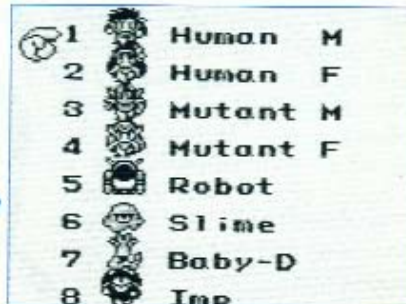 1 Human M
2 Human F
3 Mutant M
4 Mutant F
5 Robot
6 Slime
7 Baby-D
8 Imp